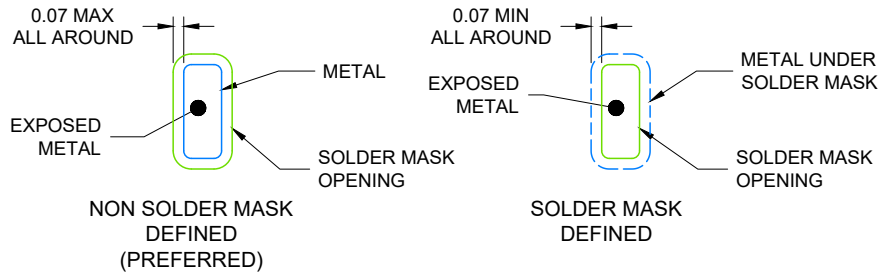 0.07 MAX
ALL AROUND
METAL
EXPOSED
METAL
SOLDER MASK
OPENING
NON SOLDER MASK
DEFINED
(PREFERRED)
0.07 MIN
ALL AROUND
METAL UNDER
SOLDER MASK
EXPOSED
METAL
SOLDER MASK
OPENING
SOLDER MASK
DEFINED